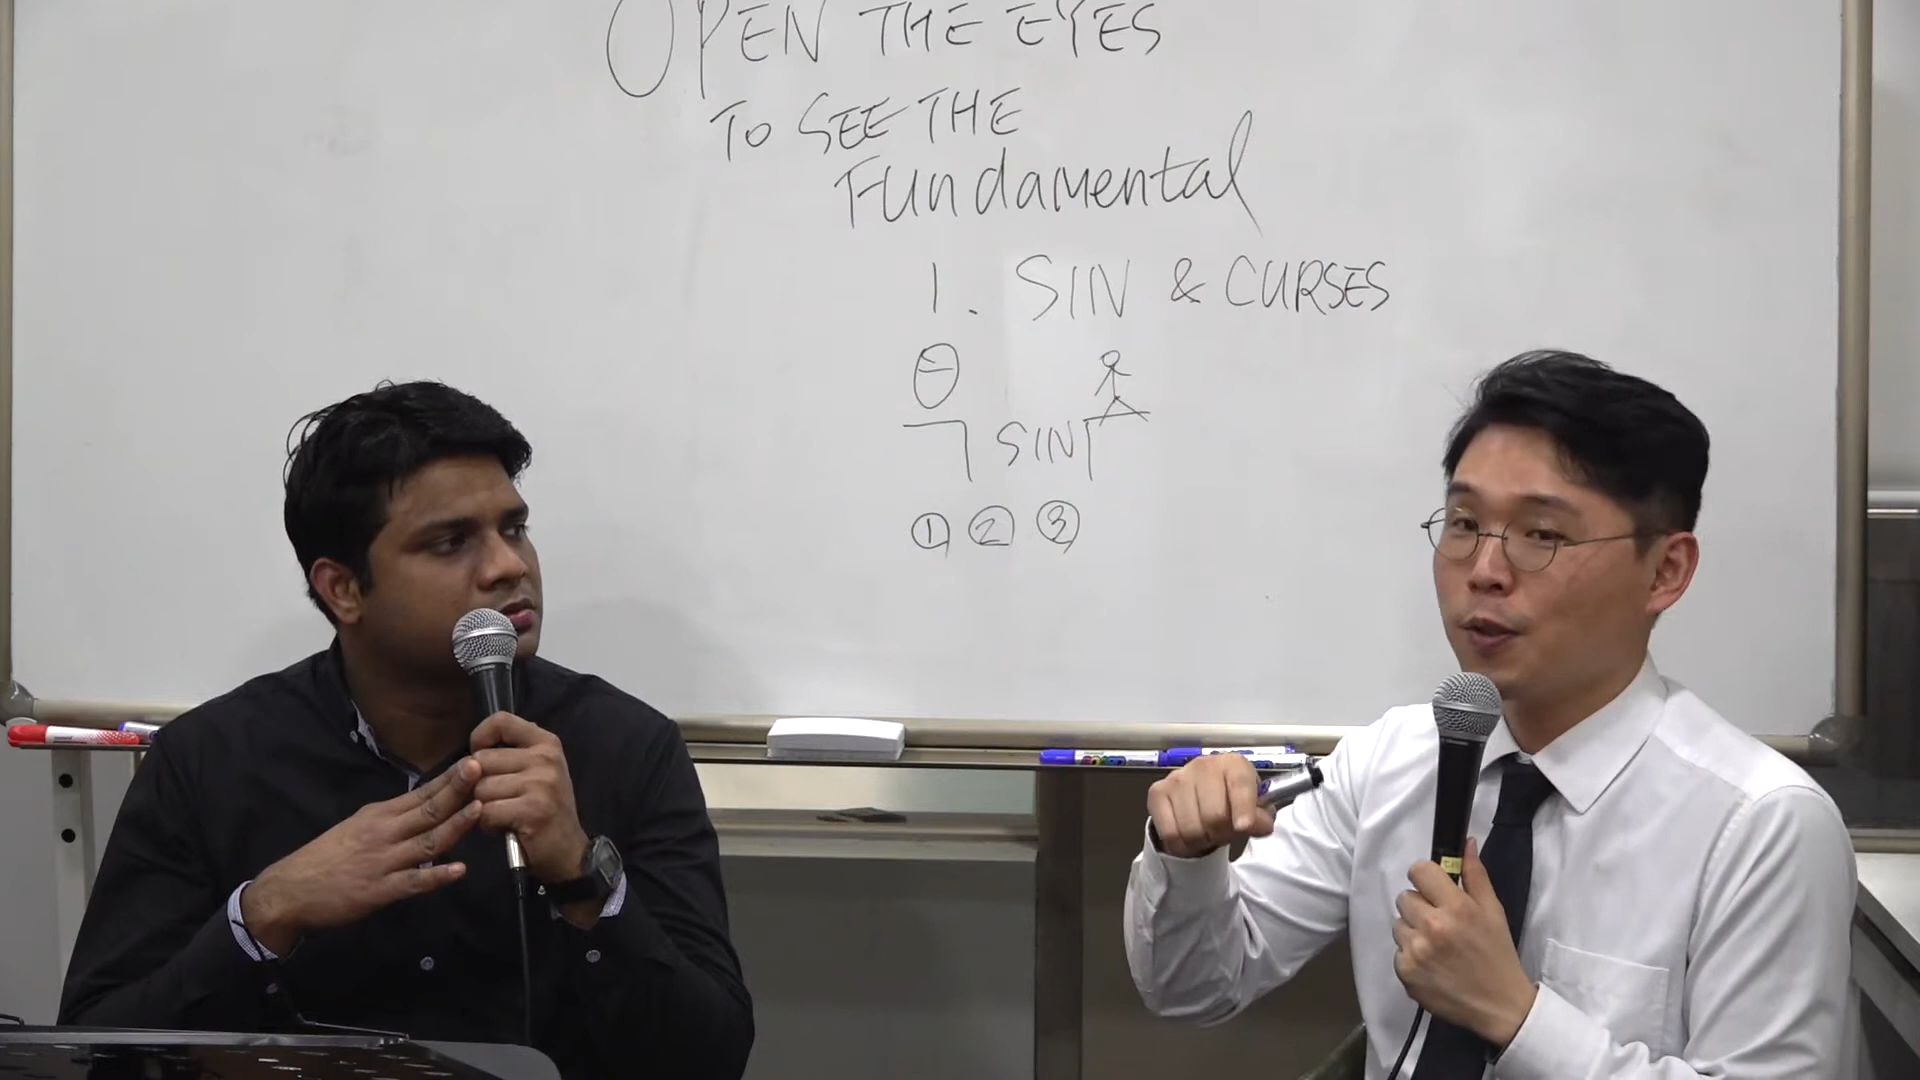 OPEN THE EYES
TO SEE THE
Fundamental
1. SIN & CURSES
SIN
① ② ③